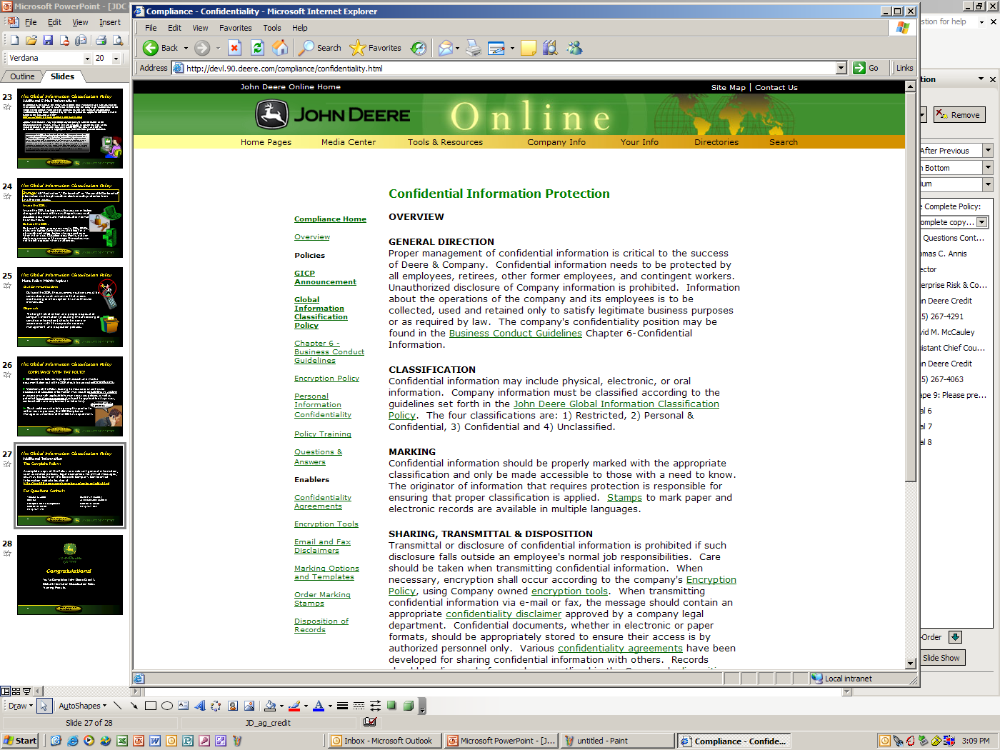 Microsoft PowerPoint - [JDC
Compliance - Confidentiality - Microsoft Internet Explorer
File Edit View Insert
File Edit View Favorites Tools Help
stion for help
Back Search Favorites
Verdana 20
Address http://devl.90.deere.com/compliance/confidentiality.html Go Links
Outline Slides
John Deere Online Home
Site Map | Contact Us
JOHN DEERE Online
Home Pages Media Center Tools & Resources Company Info Your Info Directories Search
Confidential Information Protection
Compliance Home
Overview
Policies
GICP
Announcement
Global
Information
Classification
Policy
Chapter 6 -
Business Conduct
Guidelines
Encryption Policy
Personal
Information
Confidentiality
Policy Training
Questions &
Answers
Enablers
Confidentiality
Agreements
Encryption Tools
Email and Fax
Disclaimers
Marking Options
and Templates
Order Marking
Stamps
Disposition of
Records
OVERVIEW
GENERAL DIRECTION
Proper management of confidential information is critical to the success
of Deere & Company. Confidential information needs to be protected by
all employees, retirees, other former employees, and contingent workers.
Unauthorized disclosure of Company information is prohibited. Information
about the operations of the company and its employees is to be
collected, used and retained only to satisfy legitimate business purposes
or as required by law. The company's confidentiality position may be
found in the Business Conduct Guidelines Chapter 6-Confidential
Information.
CLASSIFICATION
Confidential information may include physical, electronic, or oral
information. Company information must be classified according to the
guidelines set forth in the John Deere Global Information Classification
Policy. The four classifications are: 1) Restricted, 2) Personal &
Confidential, 3) Confidential and 4) Unclassified.
MARKING
Confidential information should be properly marked with the appropriate
classification and only be made accessible to those with a need to know.
The originator of information that requires protection is responsible for
ensuring that proper classification is applied. Stamps to mark paper and
electronic records are available in multiple languages.
SHARING, TRANSMITTAL & DISPOSITION
Transmittal or disclosure of confidential information is prohibited if such
disclosure falls outside an employee's normal job responsibilities. Care
should be taken when transmitting confidential information. When
necessary, encryption shall occur according to the company's Encryption
Policy, using Company owned encryption tools. When transmitting
confidential information via e-mail or fax, the message should contain an
appropriate confidentiality disclaimer approved by a company legal
department. Confidential documents, whether in electronic or paper
formats, should be appropriately stored to ensure their access is by
authorized personnel only. Various confidentiality agreements have been
developed for sharing confidential information with others. Records
23
The Global Information Classification Policy
Additional E-Mail Information:
24
The Global Information Classification Policy
25
The Global Information Classification Policy
More Policy Matrix Topics:
26
The Global Information Classification Policy
COMPLIANCE WITH THE POLICY
27
The Global Information Classification Policy
Additional Information
The Complete Policy:
For Questions Contact:
28
JOHN DEERE
CREDIT
Congratulations!
tion
Remove
After Previous
n Bottom
ium
e Complete Policy:
omplete copy...
Questions Cont...
omas C. Annis
ector
erprise Risk & Co...
n Deere Credit
5) 267-4291
vid M. McCauley
sistant Chief Cou...
n Deere Credit
5) 267-4063
ape 9: Please pre...
al 6
al 7
al 8
-Order
Slide Show
Local intranet
Draw AutoShapes
Slide 27 of 28 JD_ag_credit
Start Inbox - Microsoft Outlook Microsoft PowerPoint - [J... untitled - Paint Compliance - Confide... 3:09 PM